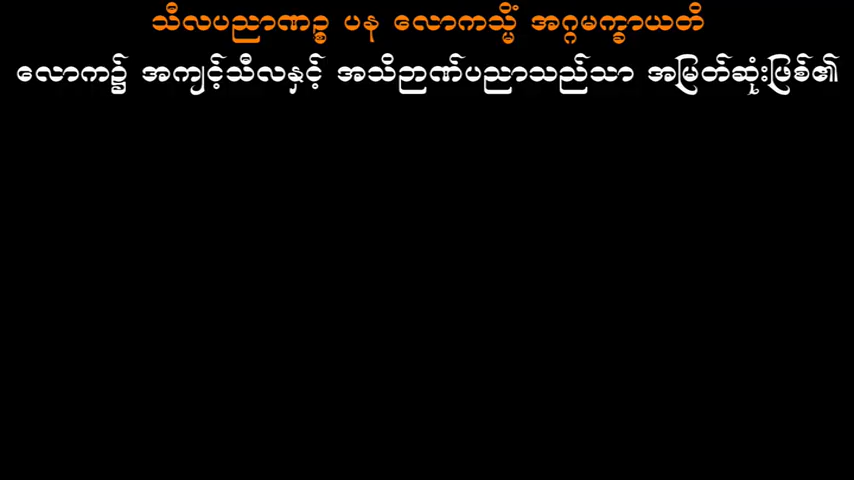 သီလပညာဏဉ္စ ပန လောကသ္မိံ အဂ္ဂမက္ခာယတိ
လောက၌ အကျင့်သီလနှင့် အသိဉာဏ်ပညာသည်သာ အမြတ်ဆုံးဖြစ်၏